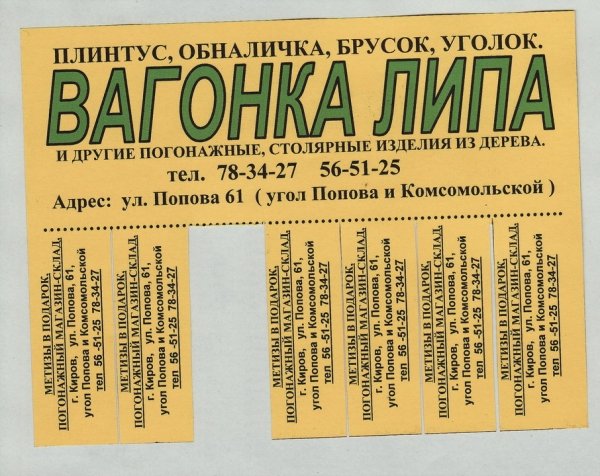 ПЛИНТУС, ОБНАЛИЧКА, БРУСОК, УГОЛОК.
ВАГОНКА ЛИПА
И ДРУГИЕ ПОГОНАЖНЫЕ, СТОЛЯРНЫЕ ИЗДЕЛИЯ ИЗ ДЕРЕВА.
тел. 78-34-27 56-51-25
Адрес: ул. Попова 61 ( угол Попова и Комсомольской )
МЕТИЗЫ В ПОДАРОК.
ПОГОНАЖНЫЙ МАГАЗИН-СКЛАД.
г. Киров, ул. Попова, 61,
угол Попова и Комсомольской
тел 56 -51-25 78-34-27
МЕТИЗЫ В ПОДАРОК.
ПОГОНАЖНЫЙ МАГАЗИН-СКЛАД.
г. Киров, ул. Попова, 61,
угол Попова и Комсомольской
тел 56 -51-25 78-34-27
МЕТИЗЫ В ПОДАРОК.
ПОГОНАЖНЫЙ МАГАЗИН-СКЛАД.
г. Киров, ул. Попова, 61,
угол Попова и Комсомольской
тел 56 -51-25 78-34-27
МЕТИЗЫ В ПОДАРОК.
ПОГОНАЖНЫЙ МАГАЗИН-СКЛАД.
г. Киров, ул. Попова, 61,
угол Попова и Комсомольской
тел 56 -51-25 78-34-27
МЕТИЗЫ В ПОДАРОК.
ПОГОНАЖНЫЙ МАГАЗИН-СКЛАД.
г. Киров, ул. Попова, 61,
угол Попова и Комсомольской
тел 56 -51-25 78-34-27
МЕТИЗЫ В ПОДАРОК.
ПОГОНАЖНЫЙ МАГАЗИН-СКЛАД.
г. Киров, ул. Попова, 61,
угол Попова и Комсомольской
тел 56 -51-25 78-34-27